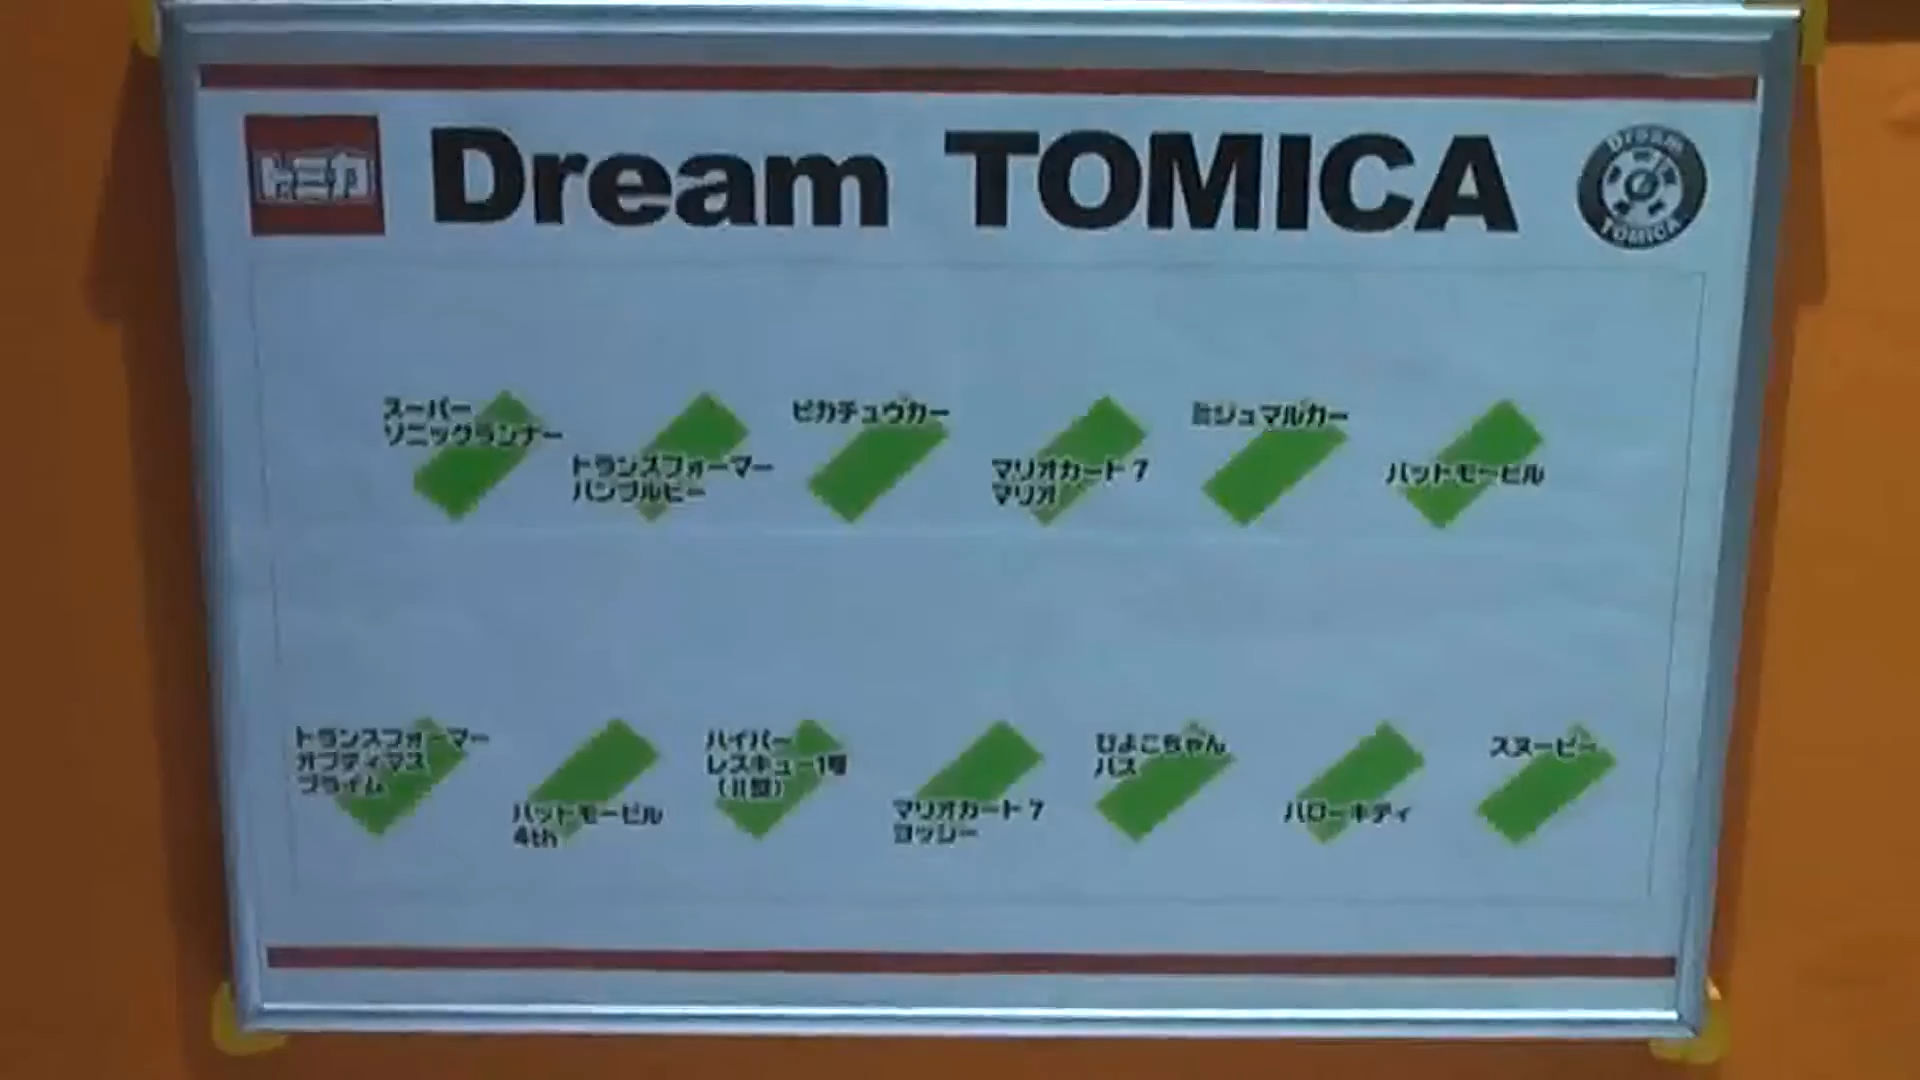 トミカ
Dream TOMICA
Dream
TOMICA
スーパー
ソニックランナー
トランスフォーマー
バンブルビー
ピカチュウカー
マリオカート7
マリオ
ミジュマルカー
バットモービル
トランスフォーマー
オプティマス
プライム
バットモービル
4th
ハイパー
レスキュー1号
(II型)
マリオカート7
ヨッシー
ひよこちゃん
バス
ハローキティ
スヌーピー